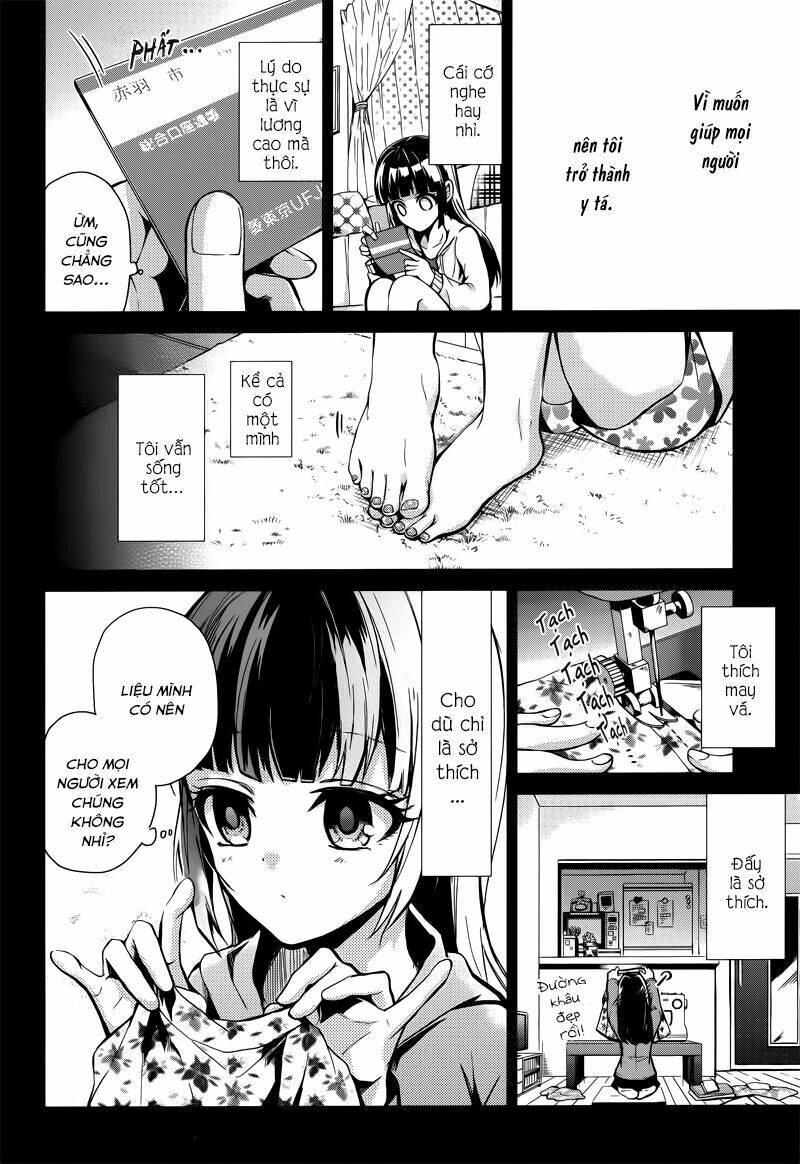 Vì muốn
giúp mọi
người
nên tôi
trở thành
y tá.
Cái cớ
nghe
hay
nhỉ.
Lý do
thực sự
là vì
lương
cao mà
thôi.
PHẤT...
赤羽 市
総合口座通帳
東京UFJ
ỪM,
CŨNG
CHẲNG
SAO...
Kể cả
có
một
mình
Tôi vẫn
sống
tốt...
Tôi
thích
may
vá.
Tạch
Tạch
Tạch
Tạch
Tạch!
Đấy
là sở
thích.
Đường
khâu
đẹp
rồi!
Cho
dù chỉ
là sở
thích
...
LIỆU MÌNH
CÓ NÊN
CHO MỌI
NGƯỜI XEM
CHÚNG
KHÔNG
NHỈ?